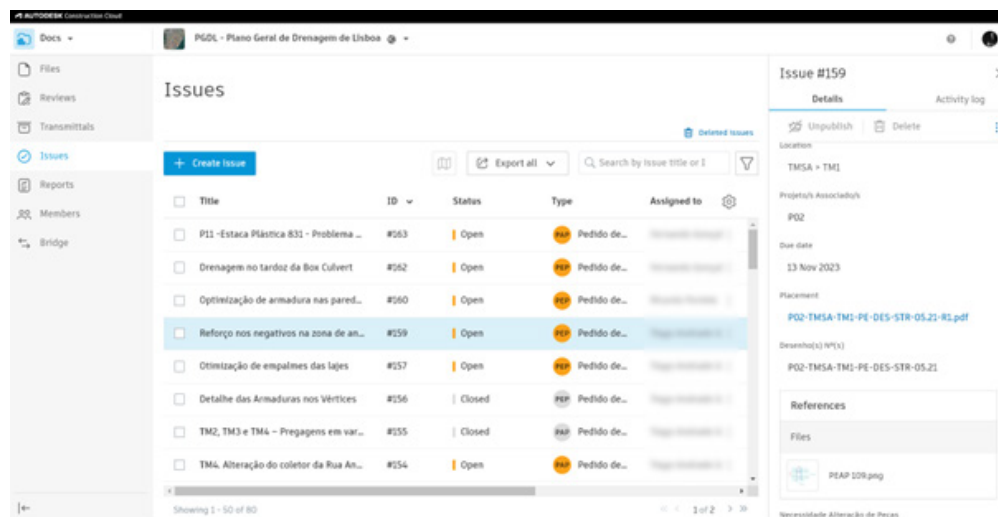 AUTODESK Construction Cloud
Docs
PGDL - Plano Geral de Drenagem de Lisboa
Files
Reviews
Transmittals
Issues
Reports
Members
Bridge
Issues
Deleted issues
+ Create issue
Export all
Search by issue title or I
Title ID Status Type Assigned to
P11 -Estaca Plástica 831 - Problema ... #163 Open PAP Pedido de...
Drenagem no tardoz da Box Culvert #162 Open PEP Pedido de...
Optimização de armadura nas pared... #160 Open PEP Pedido de...
Reforço nos negativos na zona de an... #159 Open PEP Pedido de...
Otimização de empalmes das lajes #157 Open PEP Pedido de...
Detalhe das Armaduras nos Vértices #156 Closed PEP Pedido de...
TM2, TM3 e TM4 – Pregagens em var... #155 Closed PAP Pedido de...
TM4. Alteração do coletor da Rua An... #154 Open PEP Pedido de...
Showing 1 - 50 of 80
1 of 2
Issue #159
Details Activity log
Unpublish Delete
Location
TMSA > TM1
Projeto/s Associado/s
P02
Due date
13 Nov 2023
Placement
P02-TMSA-TM1-PE-DES-STR-05.21-R1.pdf
Desenho(s) Nº(s)
P02-TMSA-TM1-PE-DES-STR-05.21
References
Files
PEAP 109.png
Necessidade Alteração de Peças